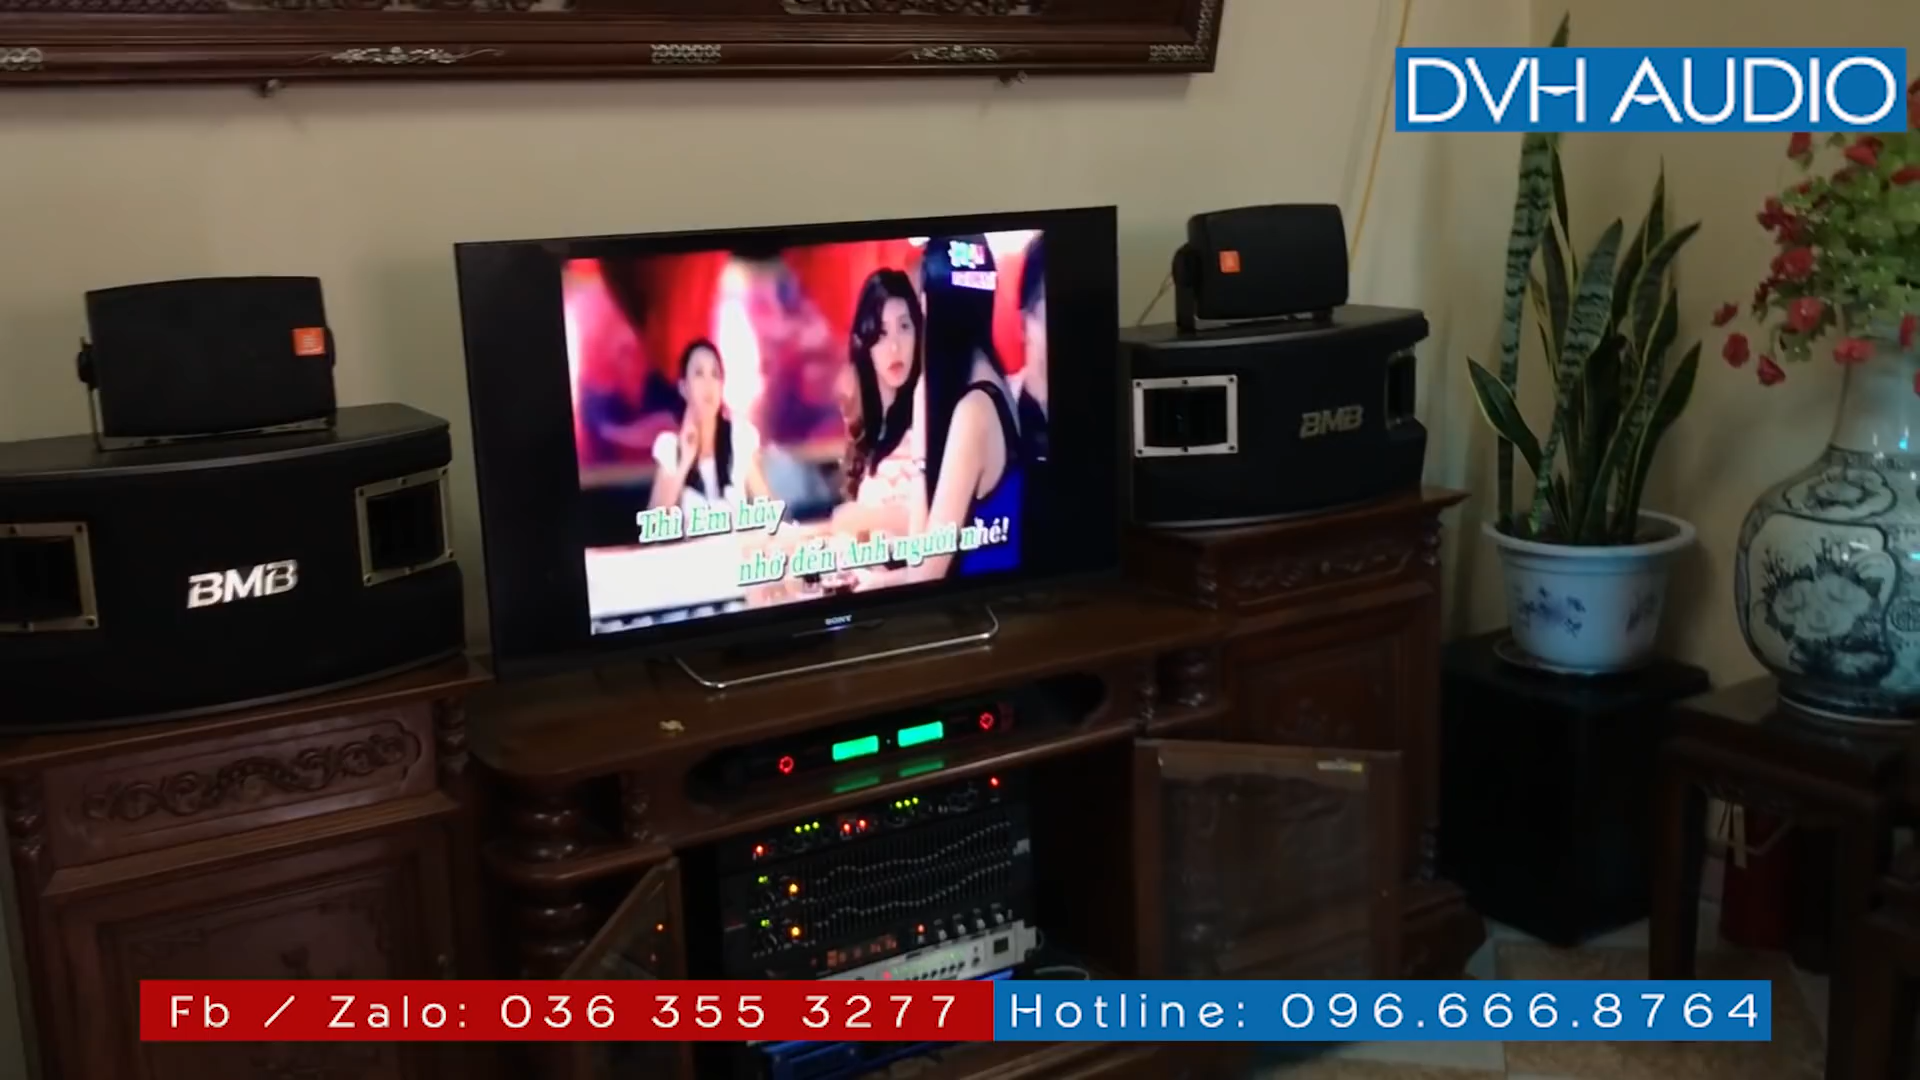 DVH AUDIO
Thì Em hãy
nhớ đến Anh người nhé!
BMB
BMB
SONY
Fb / Zalo: 036 355 3277
Hotline: 096.666.8764